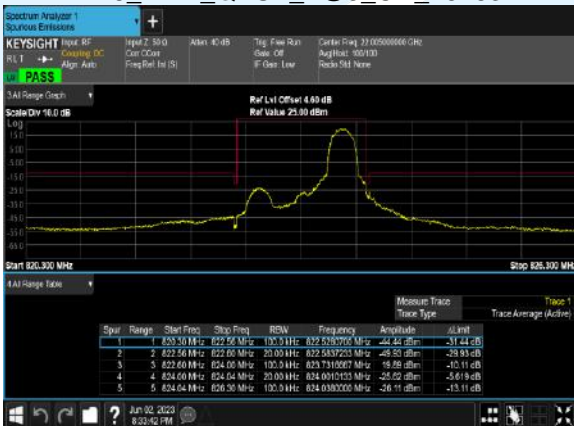 Spectrum Analyzer 1
Spurious Emissions
+
KEYSIGHT Input: RF Input Z: 50 Ω Atten: 40 dB Trig: Free Run Center Freq: 22.005000000 GHz
RLT Coupling: DC Corr CCorr Gate: Off Avg|Hold: 100/100
Align: Auto Freq Ref: Int (S) IF Gain: Low Radio Std: None
PASS
3.All Range Graph
Ref Lvl Offset 4.60 dB
Scale/Div 10.0 dB Ref Value 25.00 dBm
Log
15.0
5.00
-5.00
-15.0
-25.0
-35.0
-45.0
-55.0
-65.0
Start 820.300 MHz Stop 826.300 MHz
4.All Range Table
Measure Trace Trace 1
Trace Type Trace Average (Active)
Spur Range Start Freq Stop Freq RBW Frequency Amplitude ΔLimit
1 1 820.30 MHz 822.56 MHz 100.0 kHz 822.5260700 MHz -44.44 dBm -31.44 dB
2 2 822.56 MHz 822.60 MHz 20.00 kHz 822.5837233 MHz -49.93 dBm -29.93 dB
3 3 822.60 MHz 824.00 MHz 100.0 kHz 823.7316667 MHz 19.89 dBm -10.11 dB
4 4 824.00 MHz 824.04 MHz 20.00 kHz 824.0010133 MHz -25.62 dBm -5.619 dB
5 5 824.04 MHz 826.30 MHz 100.0 kHz 824.0380000 MHz -26.11 dBm -13.11 dB
?
Jun 02, 2023
8:33:42 PM